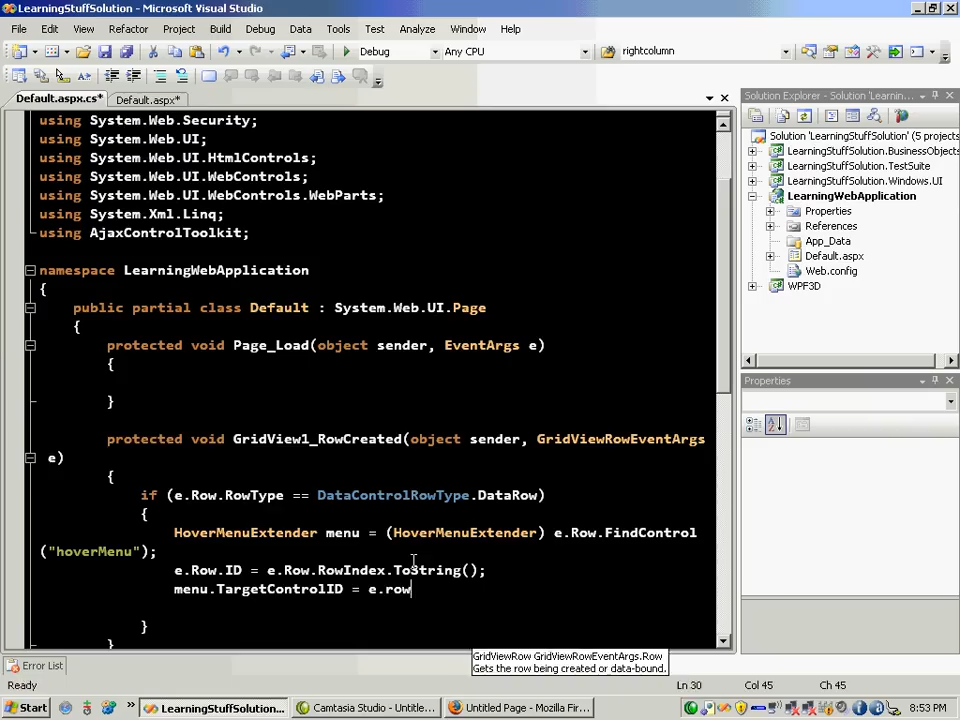 LearningStuffSolution - Microsoft Visual Studio
File Edit View Refactor Project Build Debug Data Tools Test Analyze Window Help
Debug Any CPU rightcolumn
Default.aspx.cs* Default.aspx*
using System.Web.Security;
using System.Web.UI;
using System.Web.UI.HtmlControls;
using System.Web.UI.WebControls;
using System.Web.UI.WebControls.WebParts;
using System.Xml.Linq;
using AjaxControlToolkit;
namespace LearningWebApplication
{
public partial class Default : System.Web.UI.Page
{
protected void Page_Load(object sender, EventArgs e)
{
}
protected void GridView1_RowCreated(object sender, GridViewRowEventArgs
e)
{
if (e.Row.RowType == DataControlRowType.DataRow)
{
HoverMenuExtender menu = (HoverMenuExtender) e.Row.FindControl
("hoverMenu");
e.Row.ID = e.Row.RowIndex.ToString();
menu.TargetControlID = e.row
}
}
GridViewRow GridViewRowEventArgs.Row
Gets the row being created or data-bound.
Solution Explorer - Solution 'Learnin...
Solution 'LearningStuffSolution' (5 projects
LearningStuffSolution.BusinessObjects
LearningStuffSolution.TestSuite
LearningStuffSolution.Windows.UI
LearningWebApplication
Properties
References
App_Data
Default.aspx
Web.config
WPF3D
Properties
Error List
Ready Ln 30 Col 45 Ch 45
Start LearningStuffSolution... Camtasia Studio - Untitle... Untitled Page - Mozilla Fir... 8:53 PM